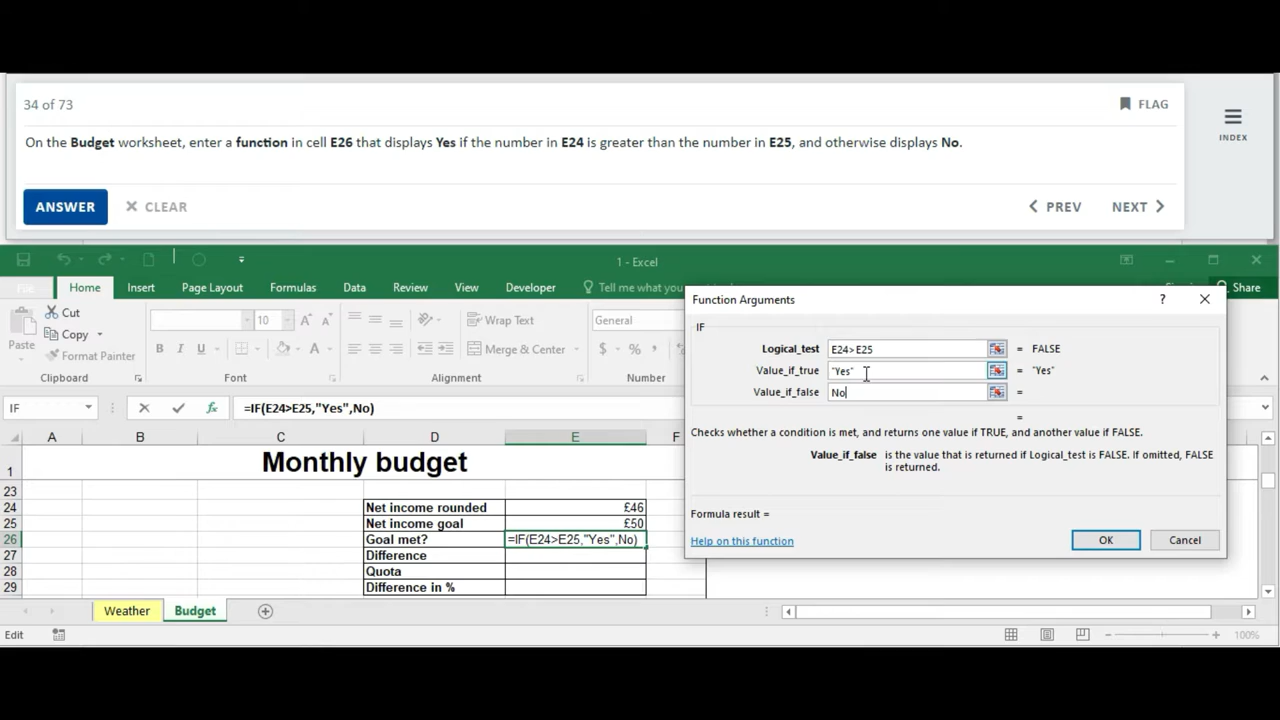 34 of 73
FLAG
INDEX
On the Budget worksheet, enter a function in cell E26 that displays Yes if the number in E24 is greater than the number in E25, and otherwise displays No.
ANSWER
CLEAR
PREV
NEXT
1 - Excel
File
Home
Insert
Page Layout
Formulas
Data
Review
View
Developer
Tell me what you
Share
Paste
Cut
Copy
Format Painter
Clipboard
10
B I U
Font
Wrap Text
Merge & Center
Alignment
General
$ %
Function Arguments
?
IF
Logical_test
E24>E25
= FALSE
Value_if_true
"Yes"
= "Yes"
Value_if_false
No
=
=
Checks whether a condition is met, and returns one value if TRUE, and another value if FALSE.
Value_if_false
is the value that is returned if Logical_test is FALSE. If omitted, FALSE
is returned.
Formula result =
Help on this function
OK
Cancel
IF
fx
=IF(E24>E25,"Yes",No)
A B C D E F
1 Monthly budget
23
24 Net income rounded £46
25 Net income goal £50
26 Goal met? =IF(E24>E25,"Yes",No)
27 Difference
28 Quota
29 Difference in %
Weather
Budget
Edit
100%